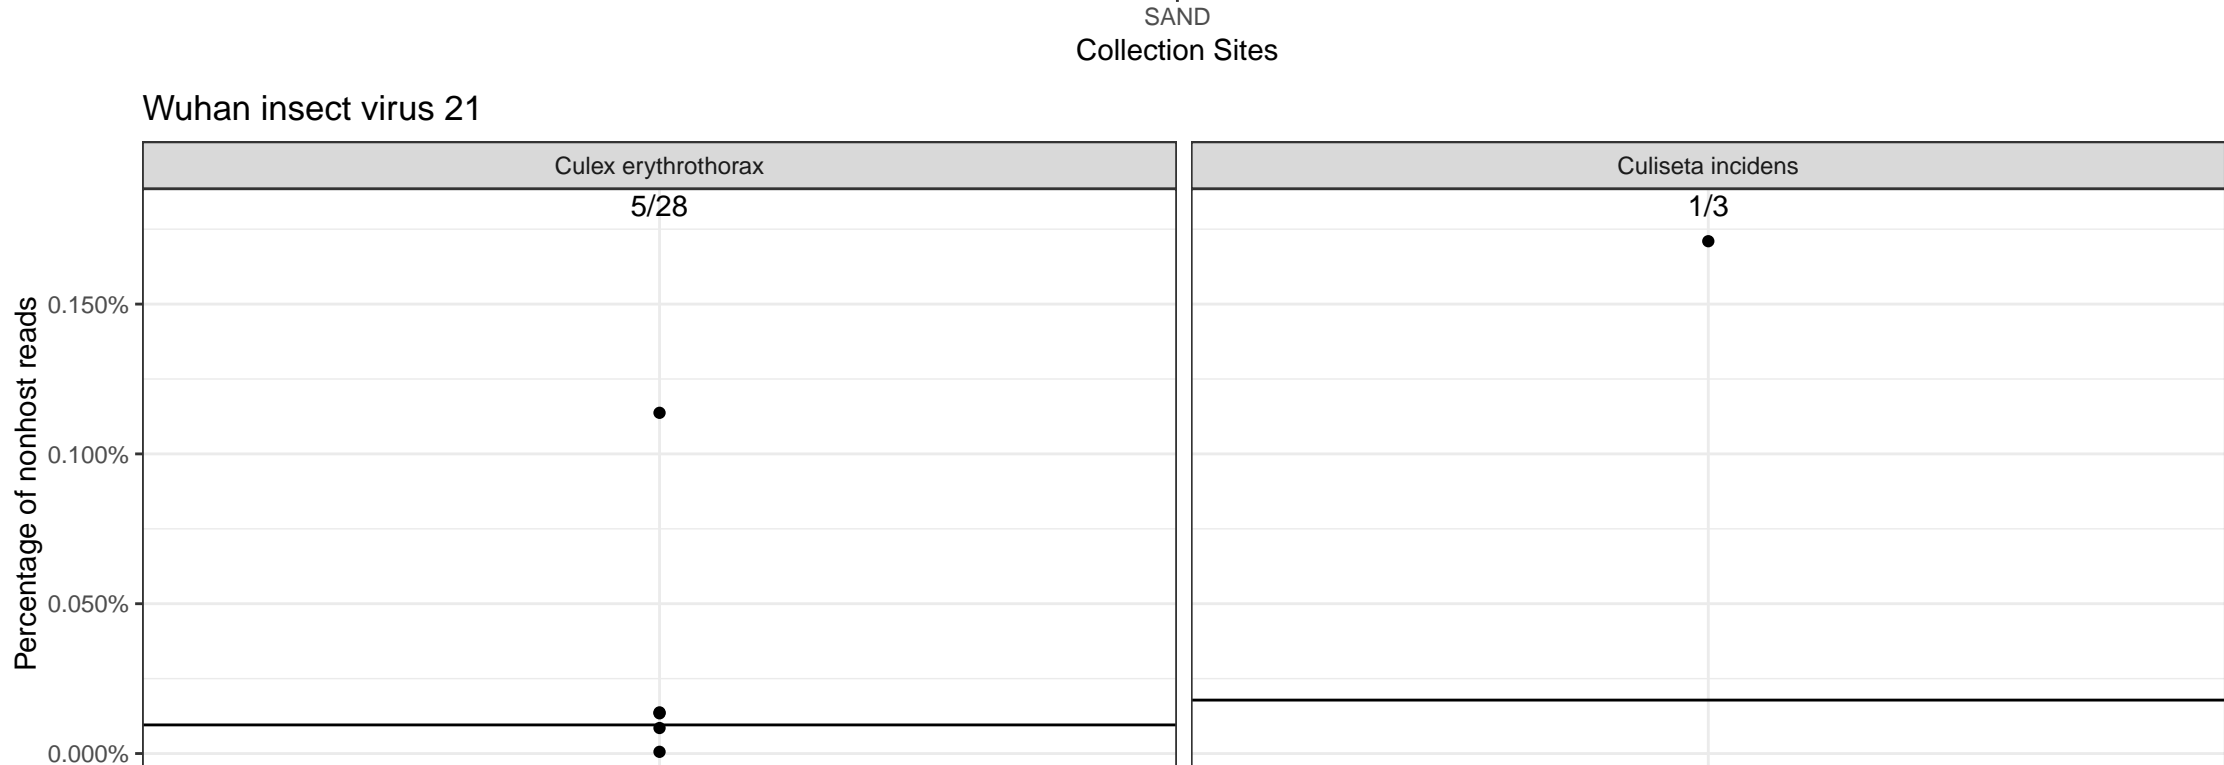 SAND
Collection Sites
Wuhan insect virus 21
Culex erythrothorax
Culiseta incidens
5/28
1/3
Percentage of nonhost reads
0.150%
0.100%
0.050%
0.000%